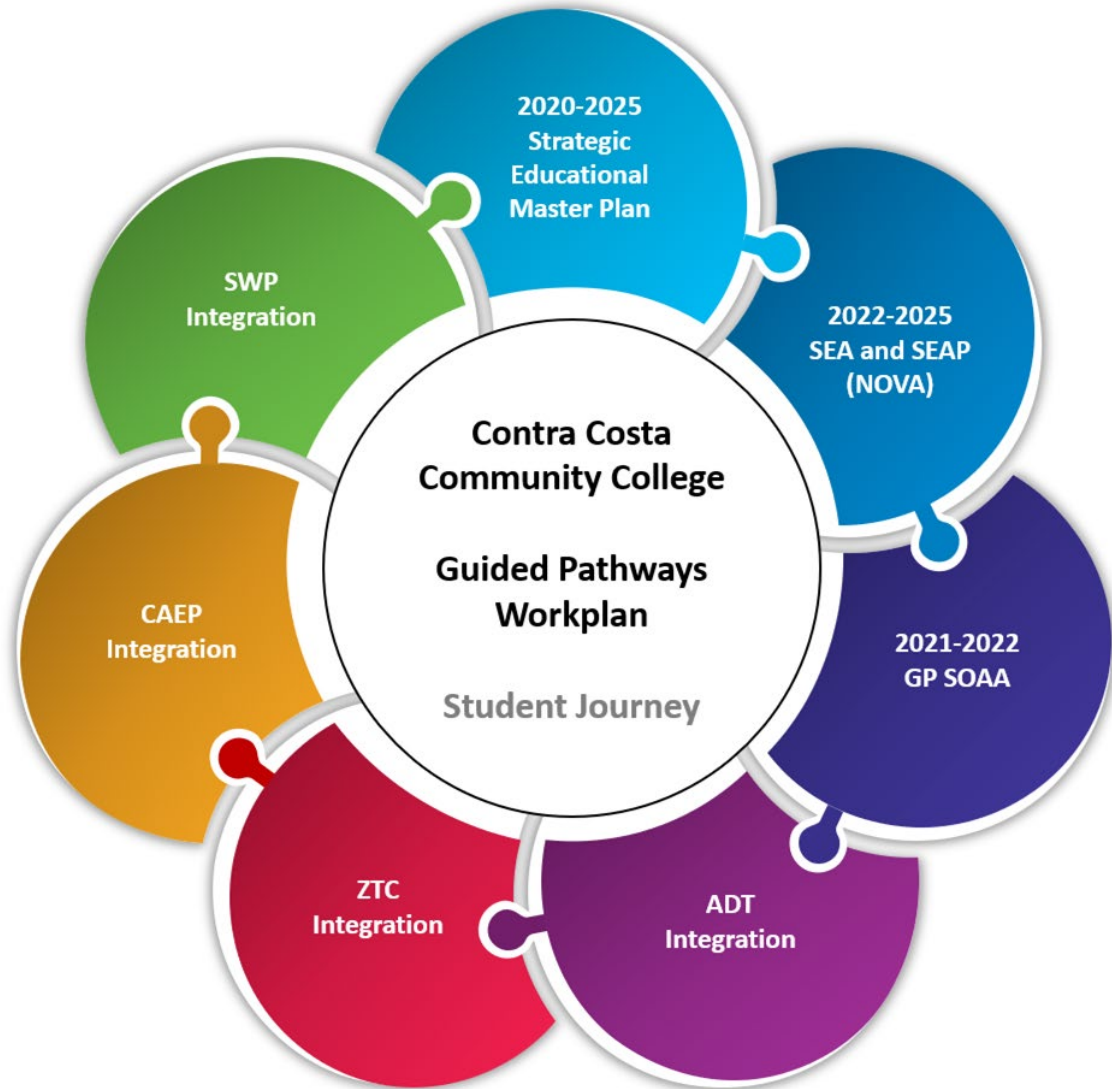 2020-2025
Strategic
Educational
Master Plan
2022-2025
SEA and SEAP
(NOVA)
2021-2022
GP SOAA
ADT
Integration
ZTC
Integration
CAEP
Integration
SWP
Integration
Contra Costa
Community College
Guided Pathways
Workplan
Student Journey